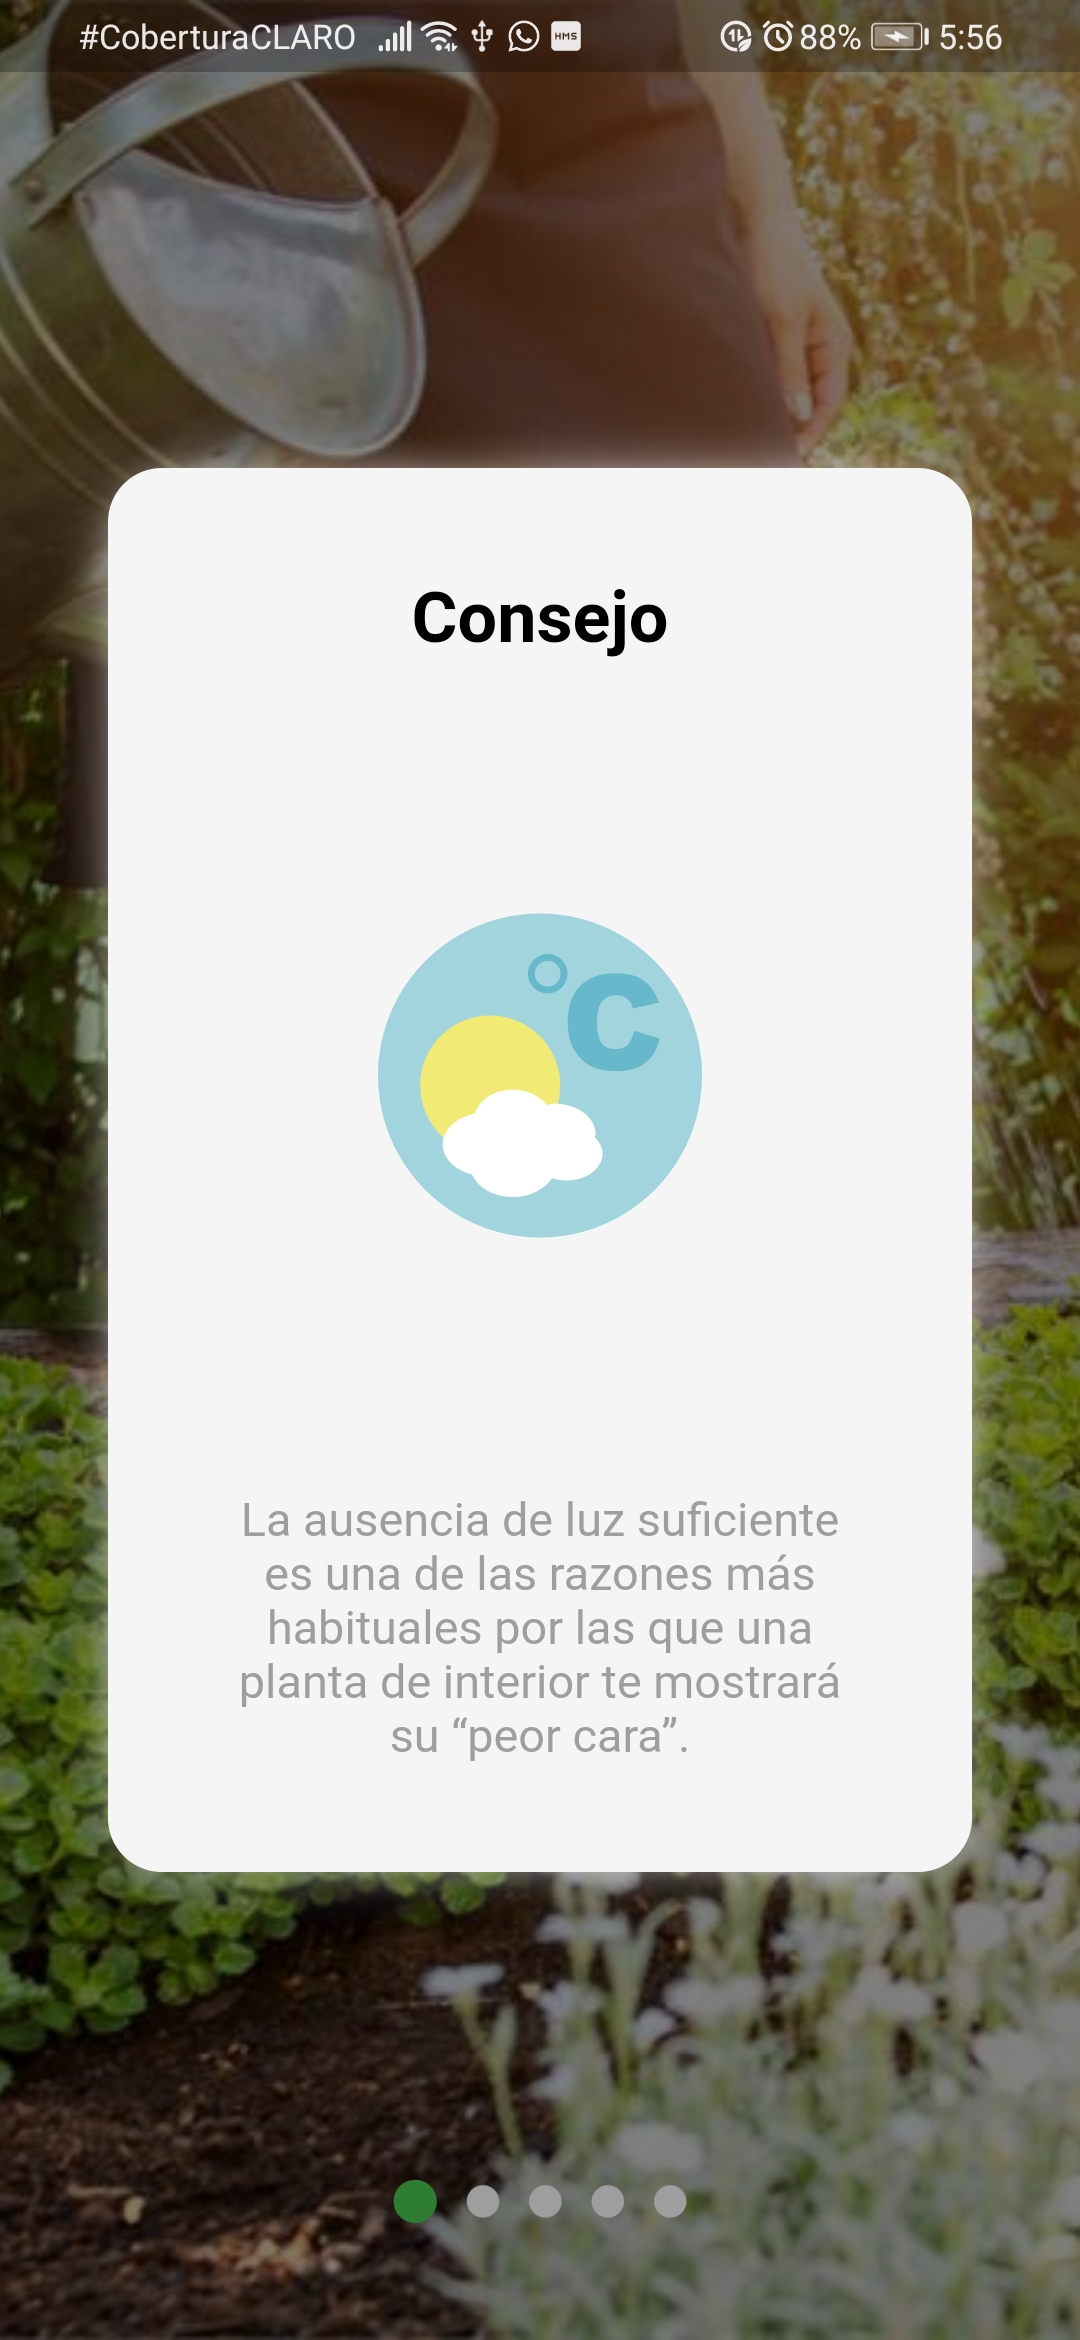 #CoberturaCLARO HMS 88% 5:56
Consejo
°C
La ausencia de luz suficiente
es una de las razones más
habituales por las que una
planta de interior te mostrará
su “peor cara”.